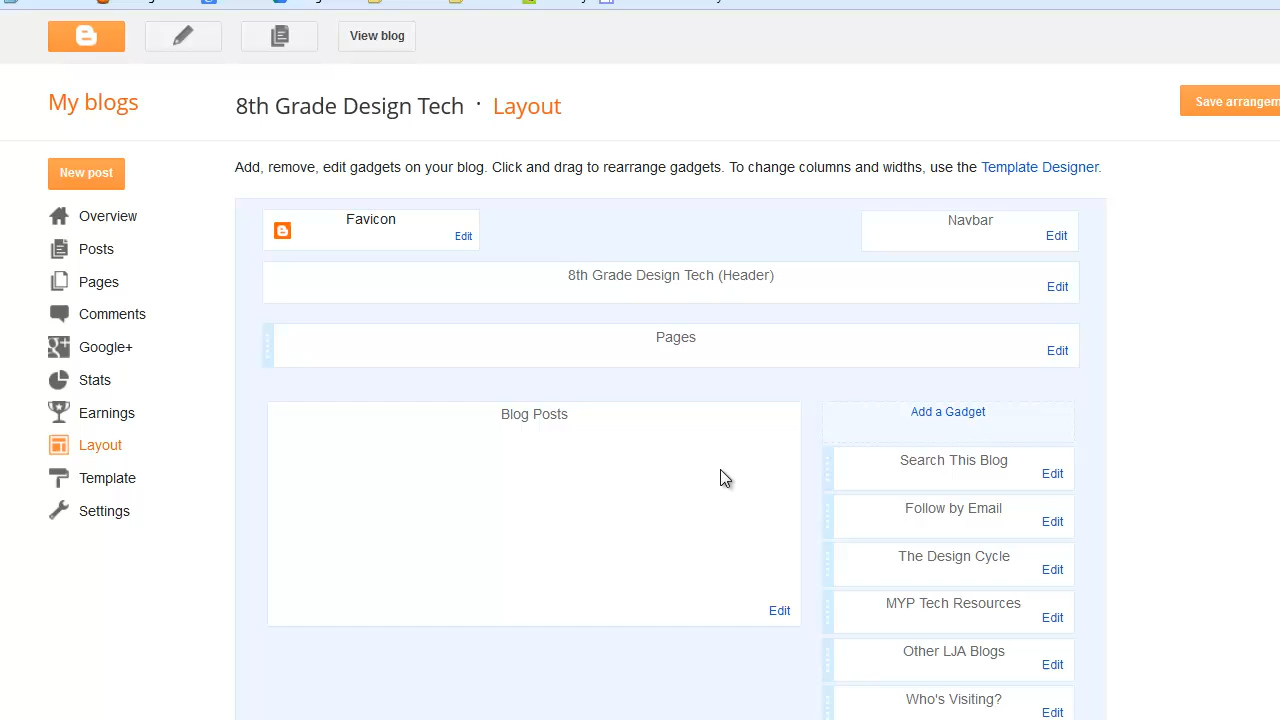 View blog
My blogs
8th Grade Design Tech · Layout
Save arrangem
New post
Add, remove, edit gadgets on your blog. Click and drag to rearrange gadgets. To change columns and widths, use the Template Designer.
Overview
Posts
Pages
Comments
Google+
Stats
Earnings
Layout
Template
Settings
Favicon
Edit
Navbar
Edit
8th Grade Design Tech (Header)
Edit
Pages
Edit
Blog Posts
Edit
Add a Gadget
Search This Blog
Edit
Follow by Email
Edit
The Design Cycle
Edit
MYP Tech Resources
Edit
Other LJA Blogs
Edit
Who's Visiting?
Edit